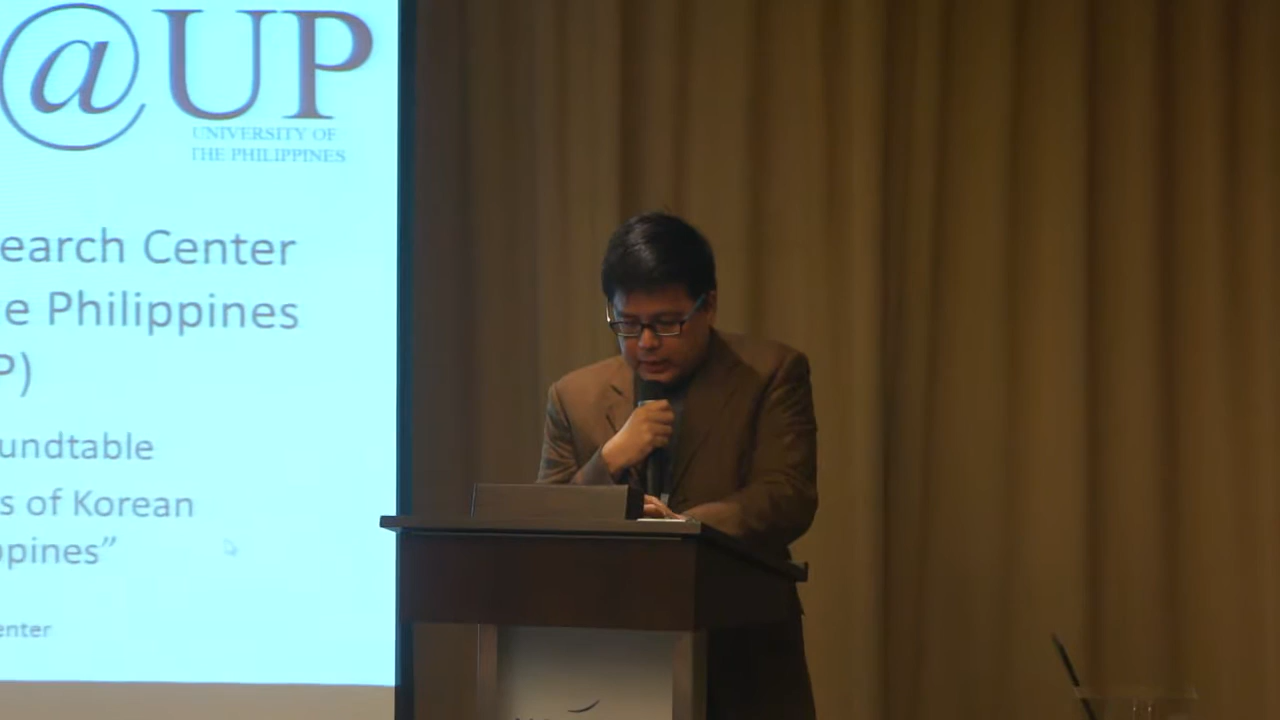 @UP
UNIVERSITY OF
THE PHILIPPINES
earch Center
e Philippines
P)
undtable
s of Korean
ppines”
enter